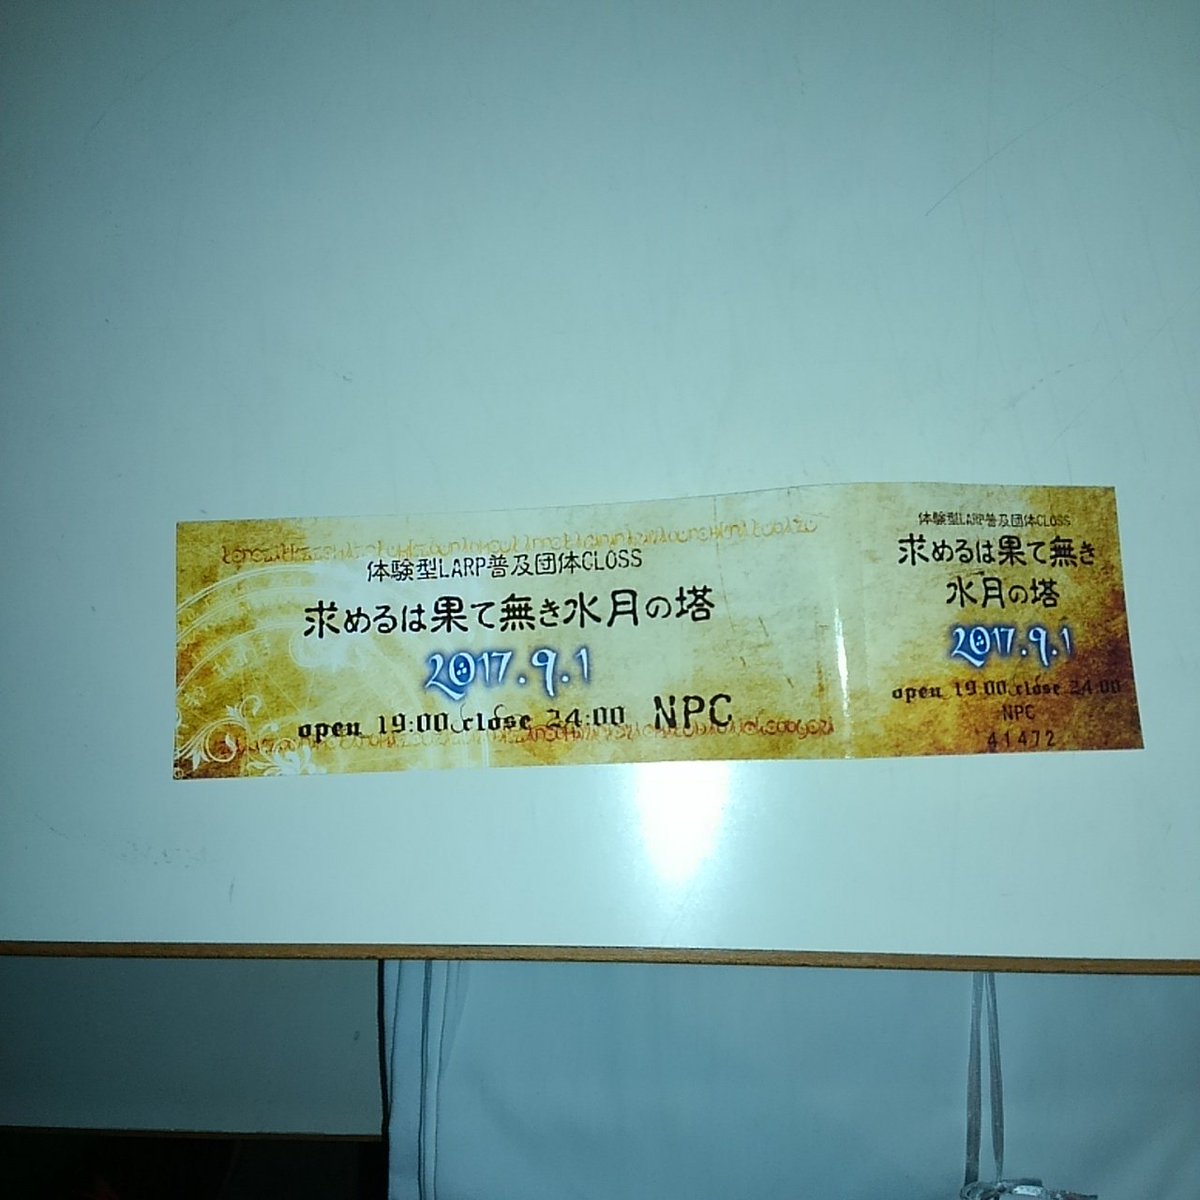 体験型LARP普及団体CLOSS
求めるは果て無き水月の塔
2017.9.1
open 19:00 close 24:00 NPC
体験型LARP普及団体CLOSS
求めるは果て無き
水月の塔
2017.9.1
open 19:00 close 24:00
NPC
41472